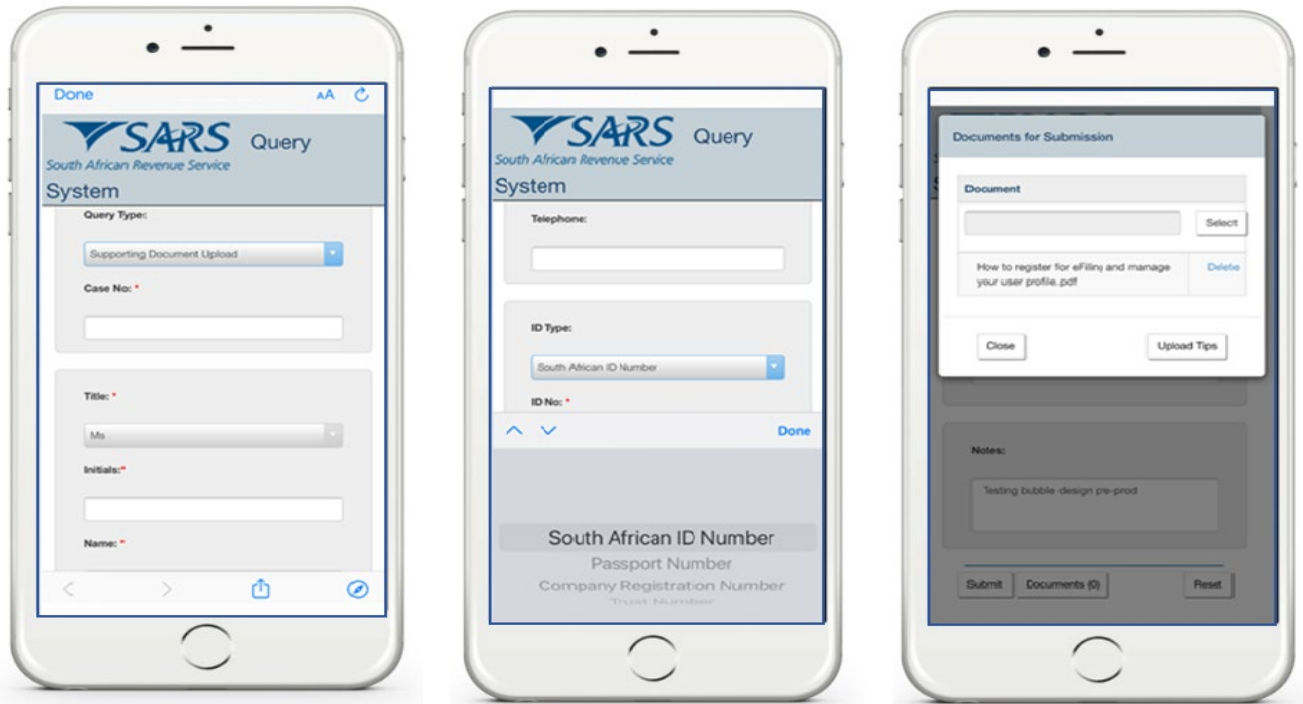 Done AA
SARS Query
South African Revenue Service
System
Query Type:
Supporting Document Upload
Case No: *
Title: *
Ms
Initials:*
Name: *
SARS Query
South African Revenue Service
System
Telephone:
ID Type:
South African ID Number
ID No: *
Done
South African ID Number
Passport Number
Company Registration Number
Trust Number
Documents for Submission
Document
Select
How to register for eFiling and manage Delete
your user profile..pdf
Close Upload Tips
Notes:
Testing bubble -design pre-prod
Submit Documents (0) Reset